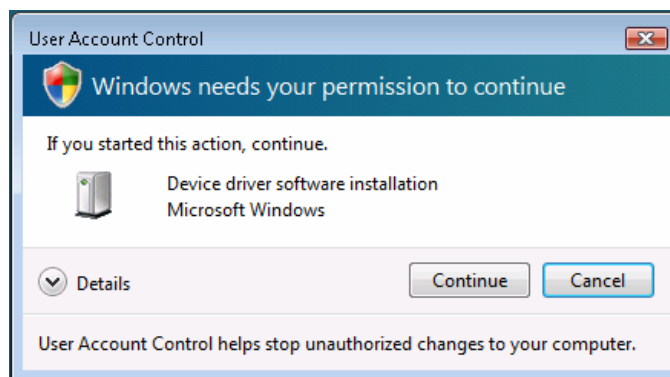 User Account Control
Windows needs your permission to continue
If you started this action, continue.
Device driver software installation
Microsoft Windows
Details
Continue
Cancel
User Account Control helps stop unauthorized changes to your computer.